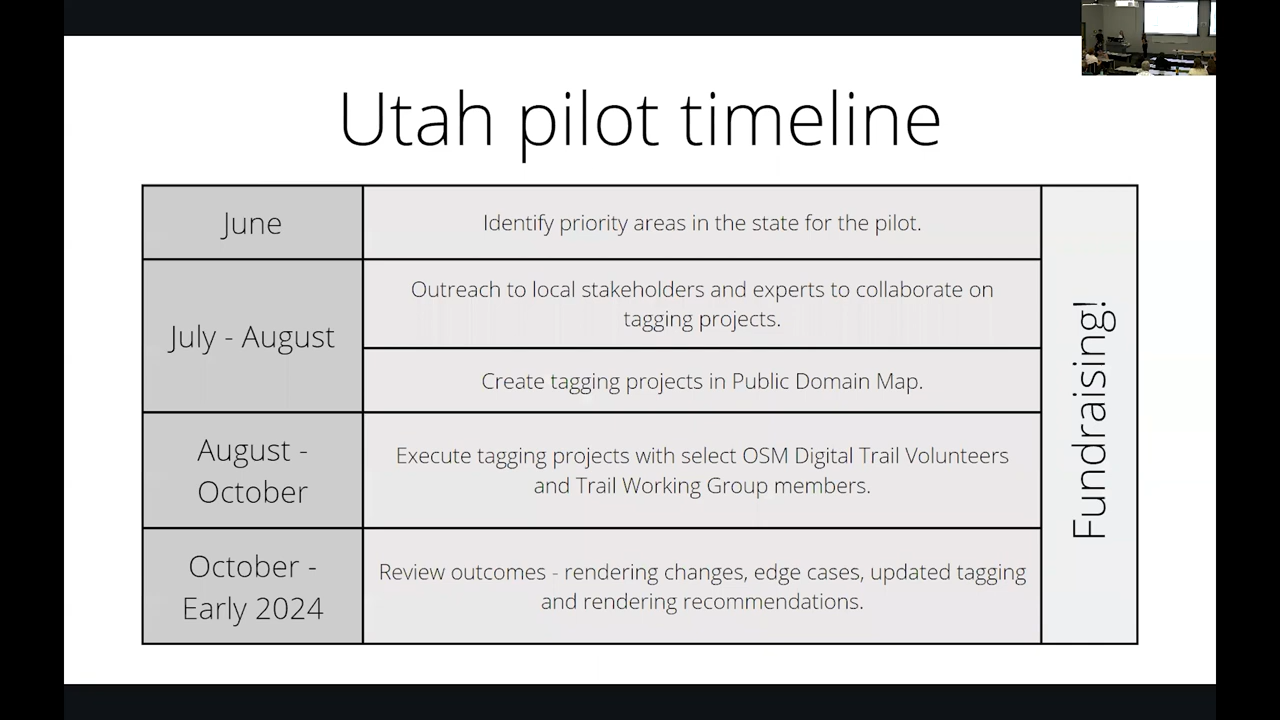 Utah pilot timeline
June
Identify priority areas in the state for the pilot.
July - August
Outreach to local stakeholders and experts to collaborate on
tagging projects.
Create tagging projects in Public Domain Map.
August -
October
Execute tagging projects with select OSM Digital Trail Volunteers
and Trail Working Group members.
October -
Early 2024
Review outcomes - rendering changes, edge cases, updated tagging
and rendering recommendations.
Fundraising!